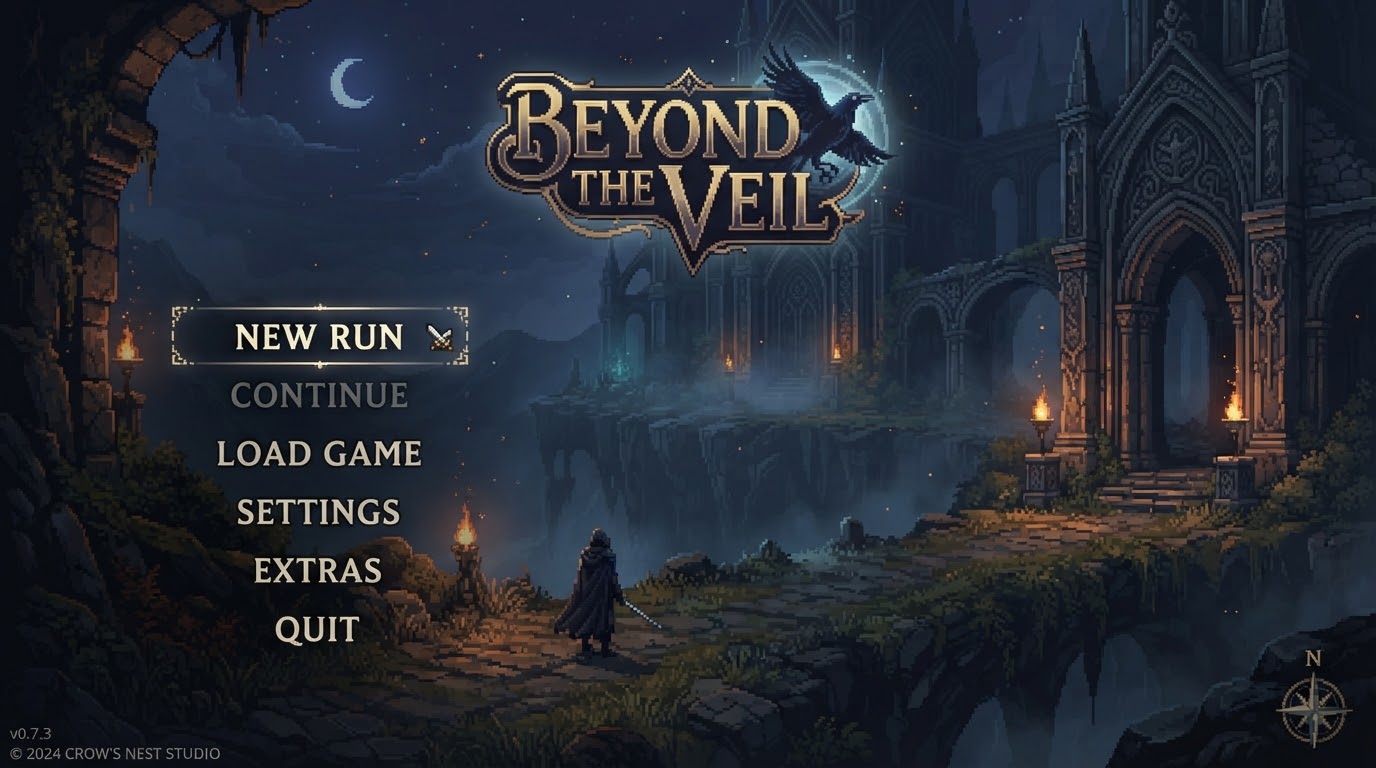 BEYOND
THE VEIL
NEW RUN
CONTINUE
LOAD GAME
SETTINGS
EXTRAS
QUIT
N
v0.7.3
© 2024 CROW'S NEST STUDIO